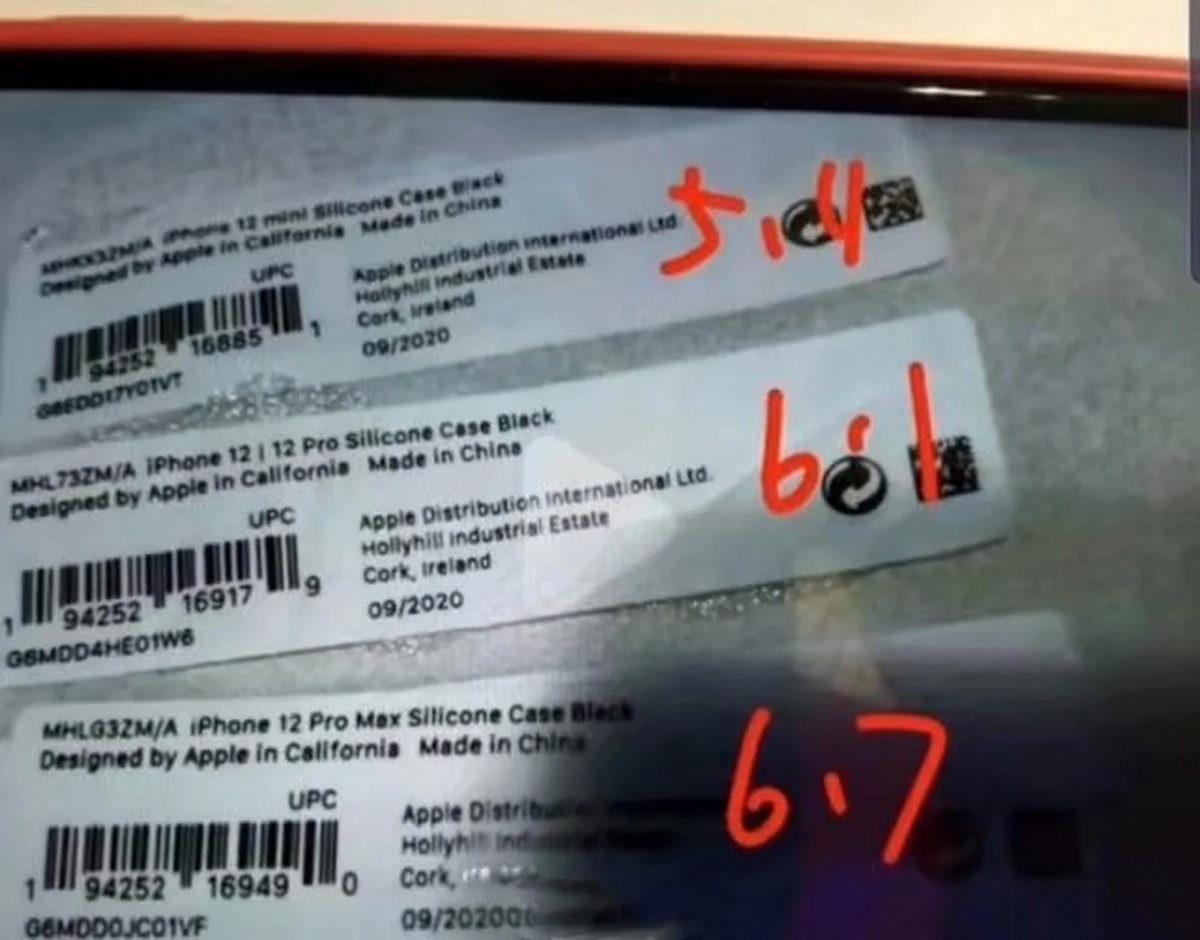 MHKX3ZM/A iPhone 12 mini Silicone Case Black
Designed by Apple in California Made in China
UPC
1 94252 16885 1
Apple Distribution International Ltd.
Hollyhill Industrial Estate
Cork, Ireland
09/2020
5.4
MHL73ZM/A iPhone 12 | 12 Pro Silicone Case Black
Designed by Apple in California Made in China
UPC
1 94252 16917 9
G6MDD4HE01W6
Apple Distribution International Ltd.
Hollyhill Industrial Estate
Cork, Ireland
09/2020
6.1
MHLG3ZM/A iPhone 12 Pro Max Silicone Case Black
Designed by Apple in California Made in China
UPC
1 94252 16949 0
G6MDD0JC01VF
Apple
Hollyhill
Cork,
09/2020
6.7